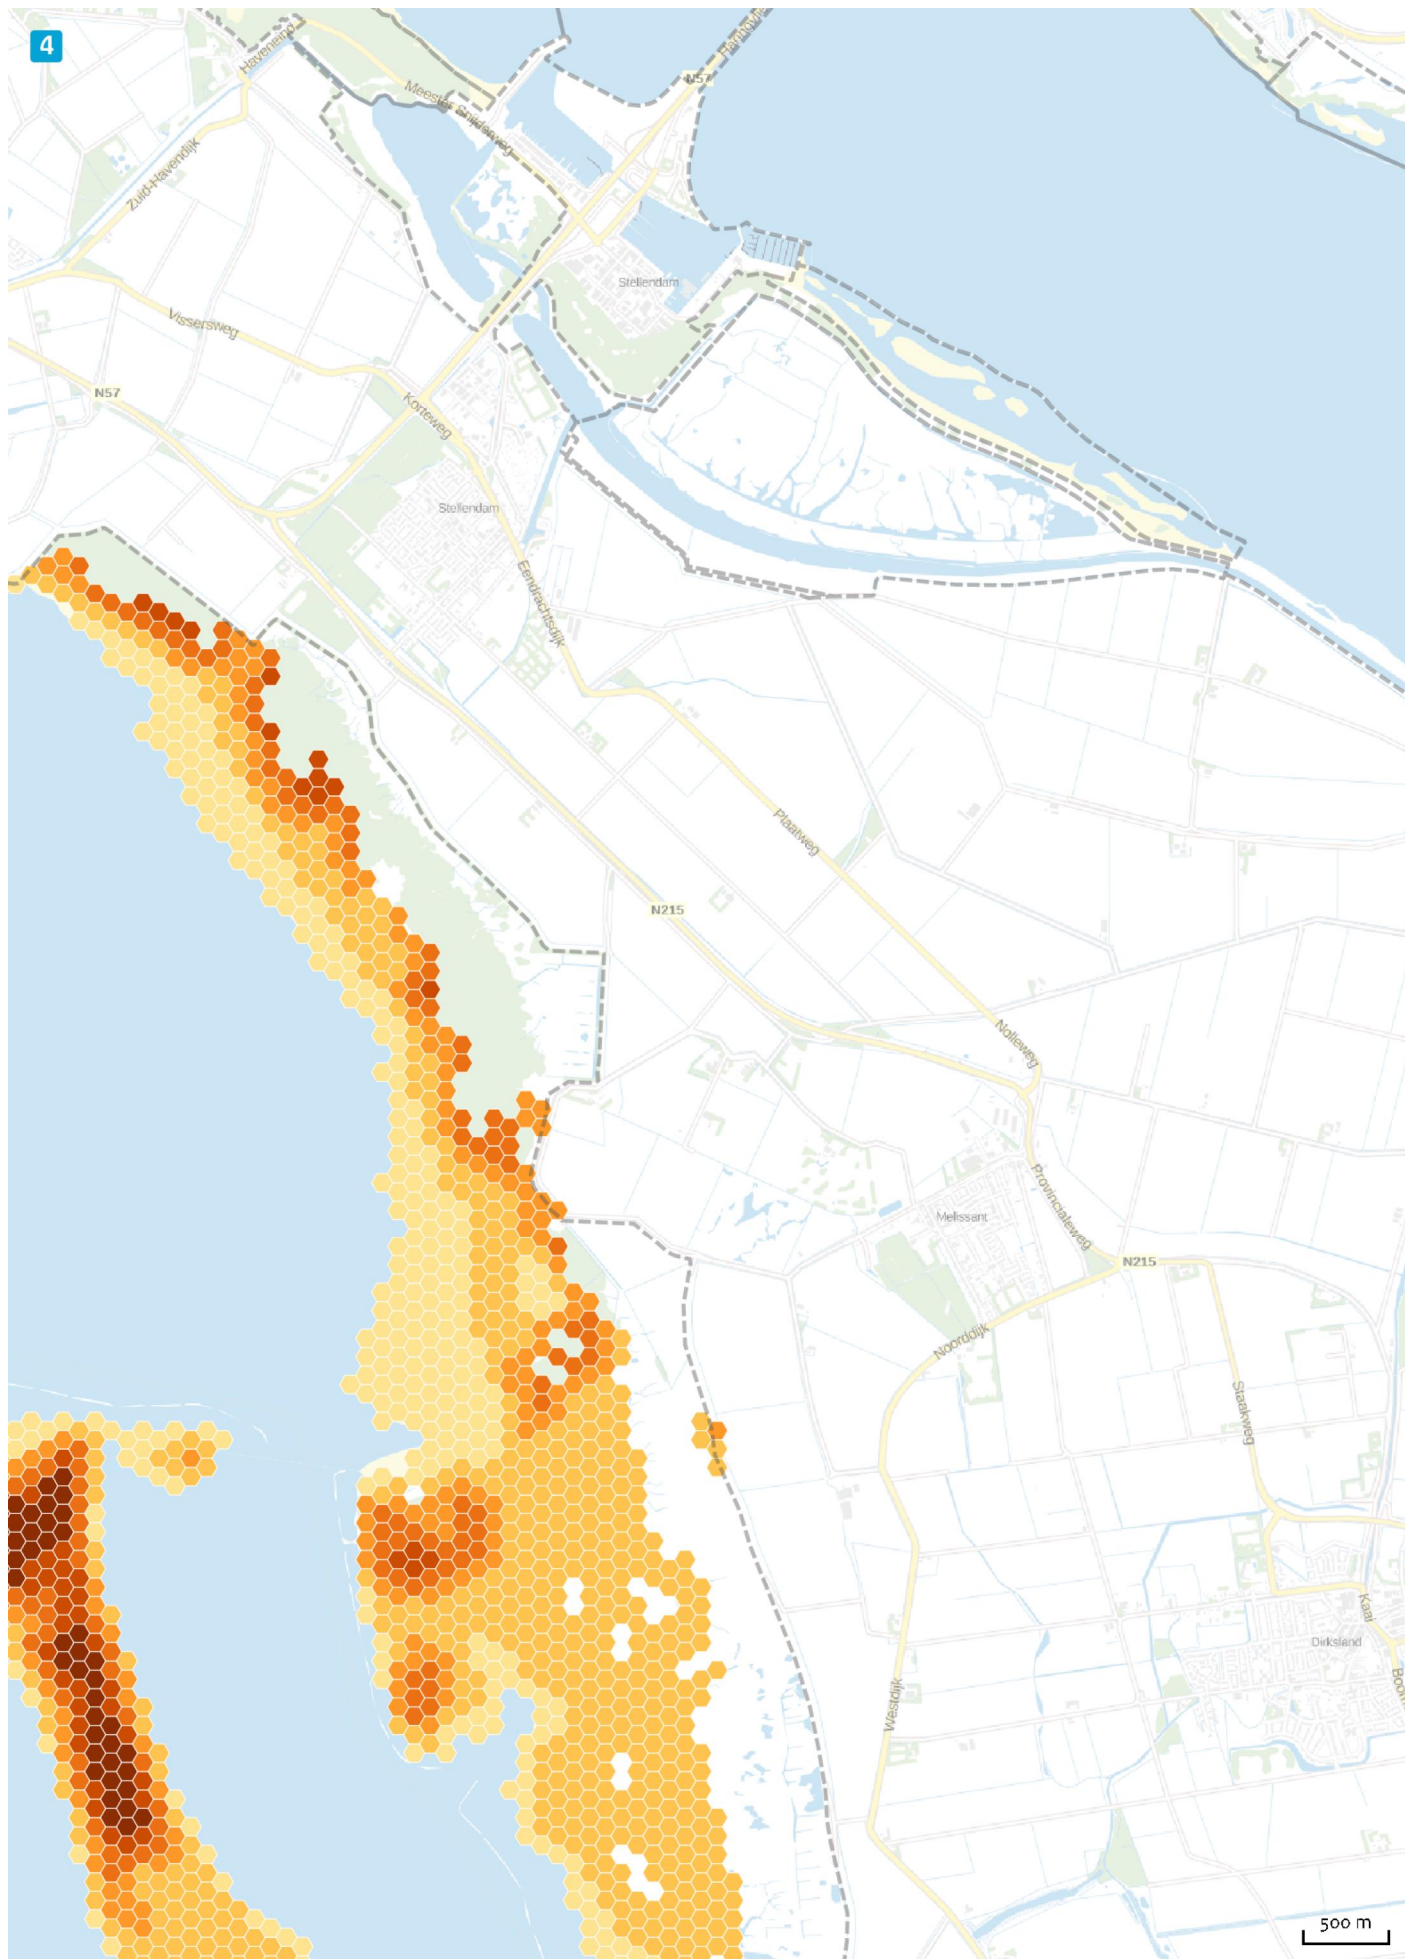 4
Haveneind
N57
Haringvliet
Meester Snijderweg
Zuid-Havendijk
Stellendam
Vissersweg
N57
Korteweg
Stellendam
Eendrachtsdijk
Plaatweg
N215
Nolleweg
Provincialeweg
Melissant
N215
Noorddijk
Staakweg
Kaai
Dirksland
Westdijk
500 m